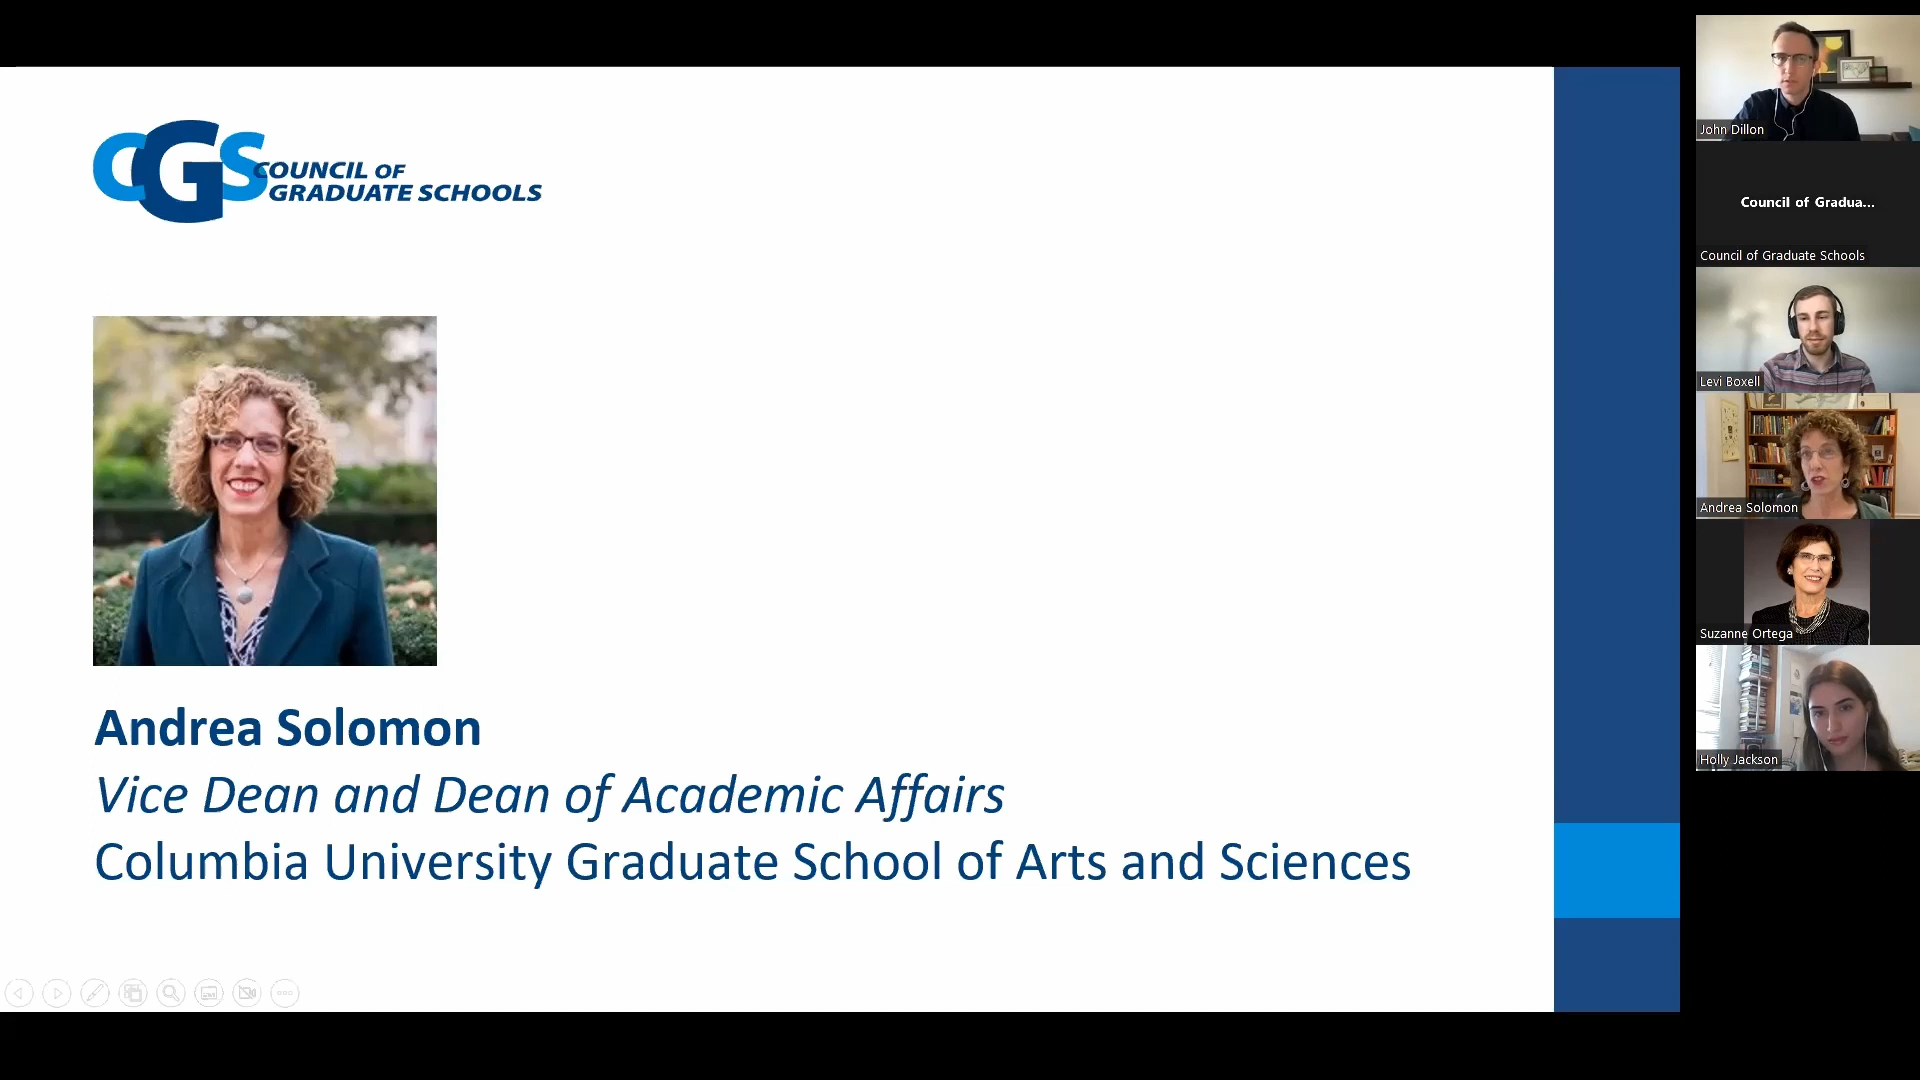 CGS
COUNCIL OF
GRADUATE SCHOOLS
Andrea Solomon
Vice Dean and Dean of Academic Affairs
Columbia University Graduate School of Arts and Sciences
John Dillon
Council of Gradua...
Council of Graduate Schools
Levi Boxell
Andrea Solomon
Suzanne Ortega
Holly Jackson